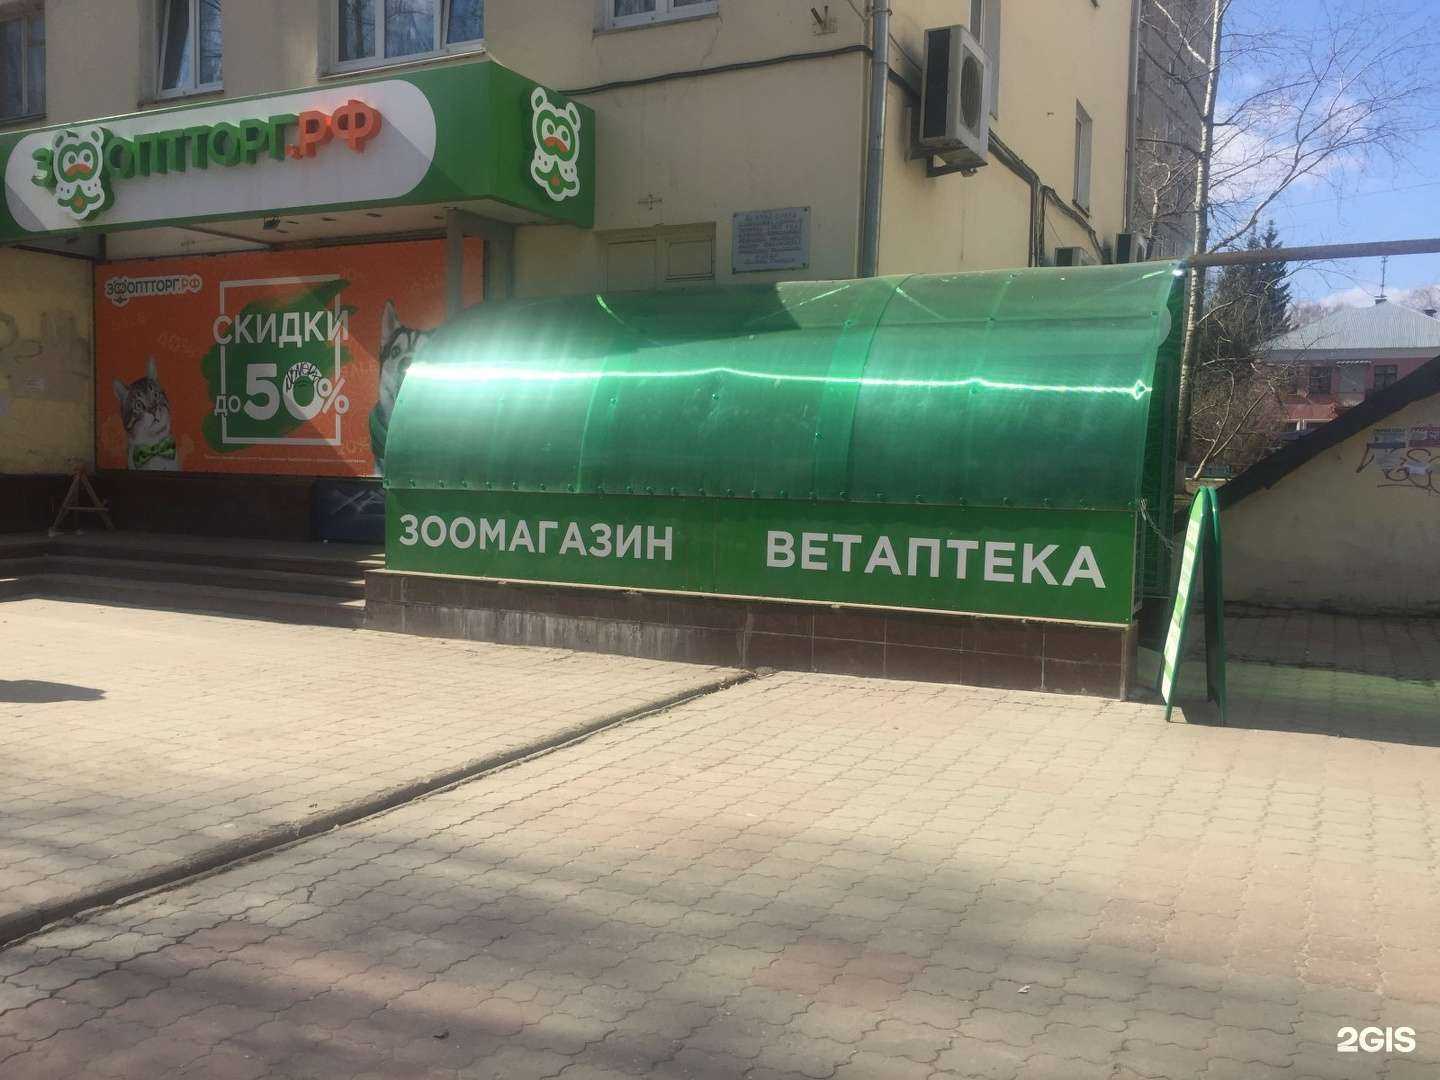 ЗООПТТОРГ.РФ
ЗООПТТОРГ.РФ
СКИДКИ
ДО 50%
ЗООМАГАЗИН ВЕТАПТЕКА
2GIS